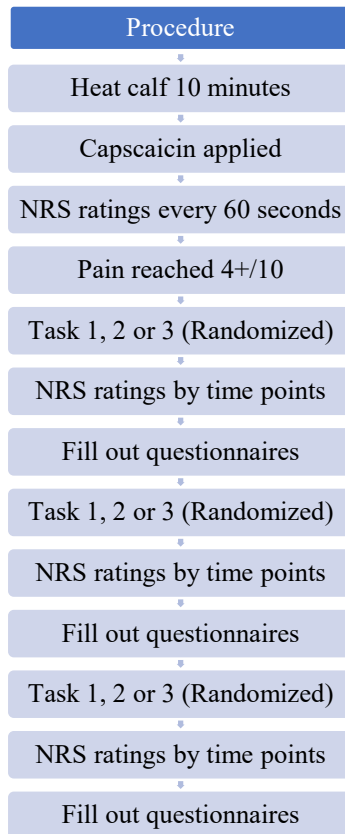 Procedure
Heat calf 10 minutes
Capscaicin applied
NRS ratings every 60 seconds
Pain reached 4+/10
Task 1, 2 or 3 (Randomized)
NRS ratings by time points
Fill out questionnaires
Task 1, 2 or 3 (Randomized)
NRS ratings by time points
Fill out questionnaires
Task 1, 2 or 3 (Randomized)
NRS ratings by time points
Fill out questionnaires